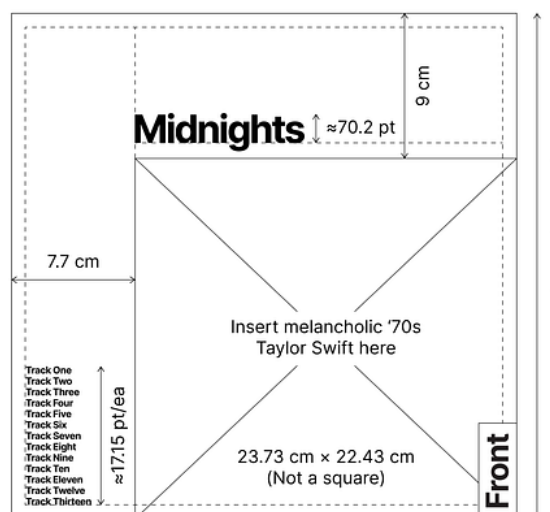 9 cm
Midnights
≈70.2 pt
7.7 cm
Insert melancholic ‘70s
Taylor Swift here
Track One
Track Two
Track Three
Track Four
Track Five
Track Six
Track Seven
Track Eight
Track Nine
Track Ten
Track Eleven
Track Twelve
Track Thirteen
≈17.15 pt/ea
23.73 cm × 22.43 cm
(Not a square)
Front